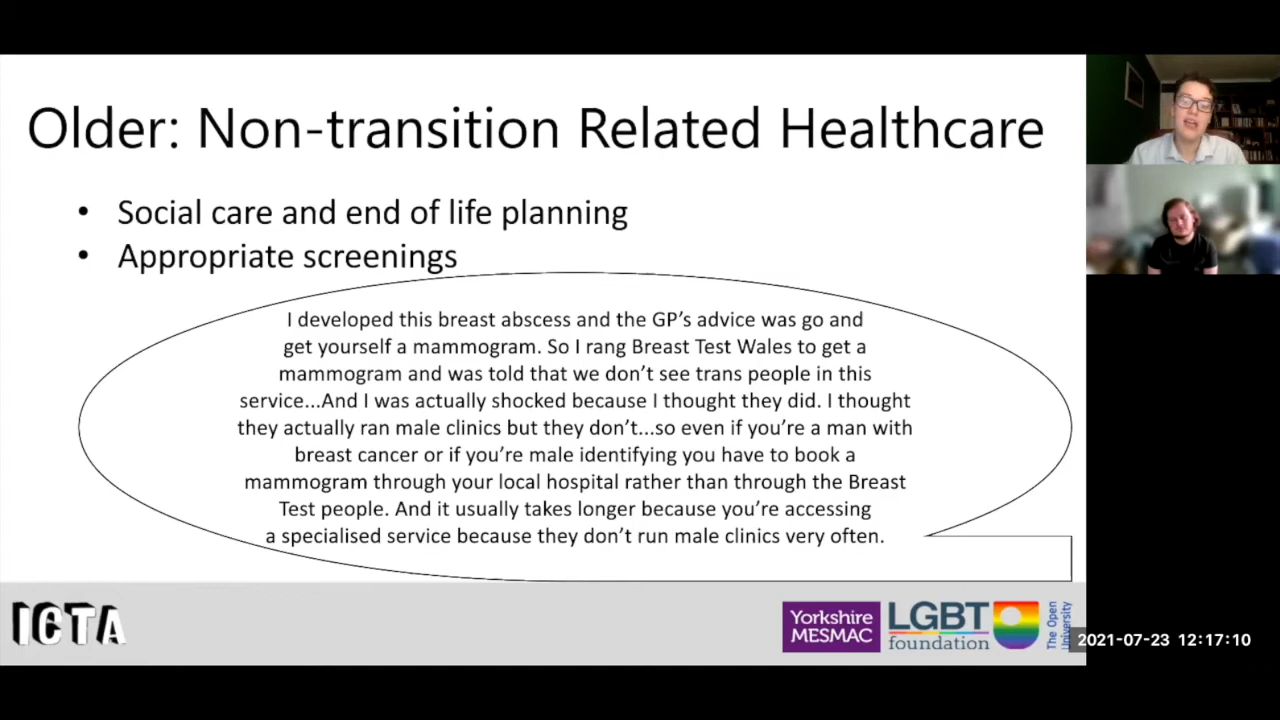 Older: Non-transition Related Healthcare
• Social care and end of life planning
• Appropriate screenings
I developed this breast abscess and the GP’s advice was go and
get yourself a mammogram. So I rang Breast Test Wales to get a
mammogram and was told that we don’t see trans people in this
service...And I was actually shocked because I thought they did. I thought
they actually ran male clinics but they don’t...so even if you’re a man with
breast cancer or if you’re male identifying you have to book a
mammogram through your local hospital rather than through the Breast
Test people. And it usually takes longer because you’re accessing
a specialised service because they don’t run male clinics very often.
ICTA
Yorkshire
MESMAC
LGBT
foundation
The Open
University
2021-07-23 12:17:10